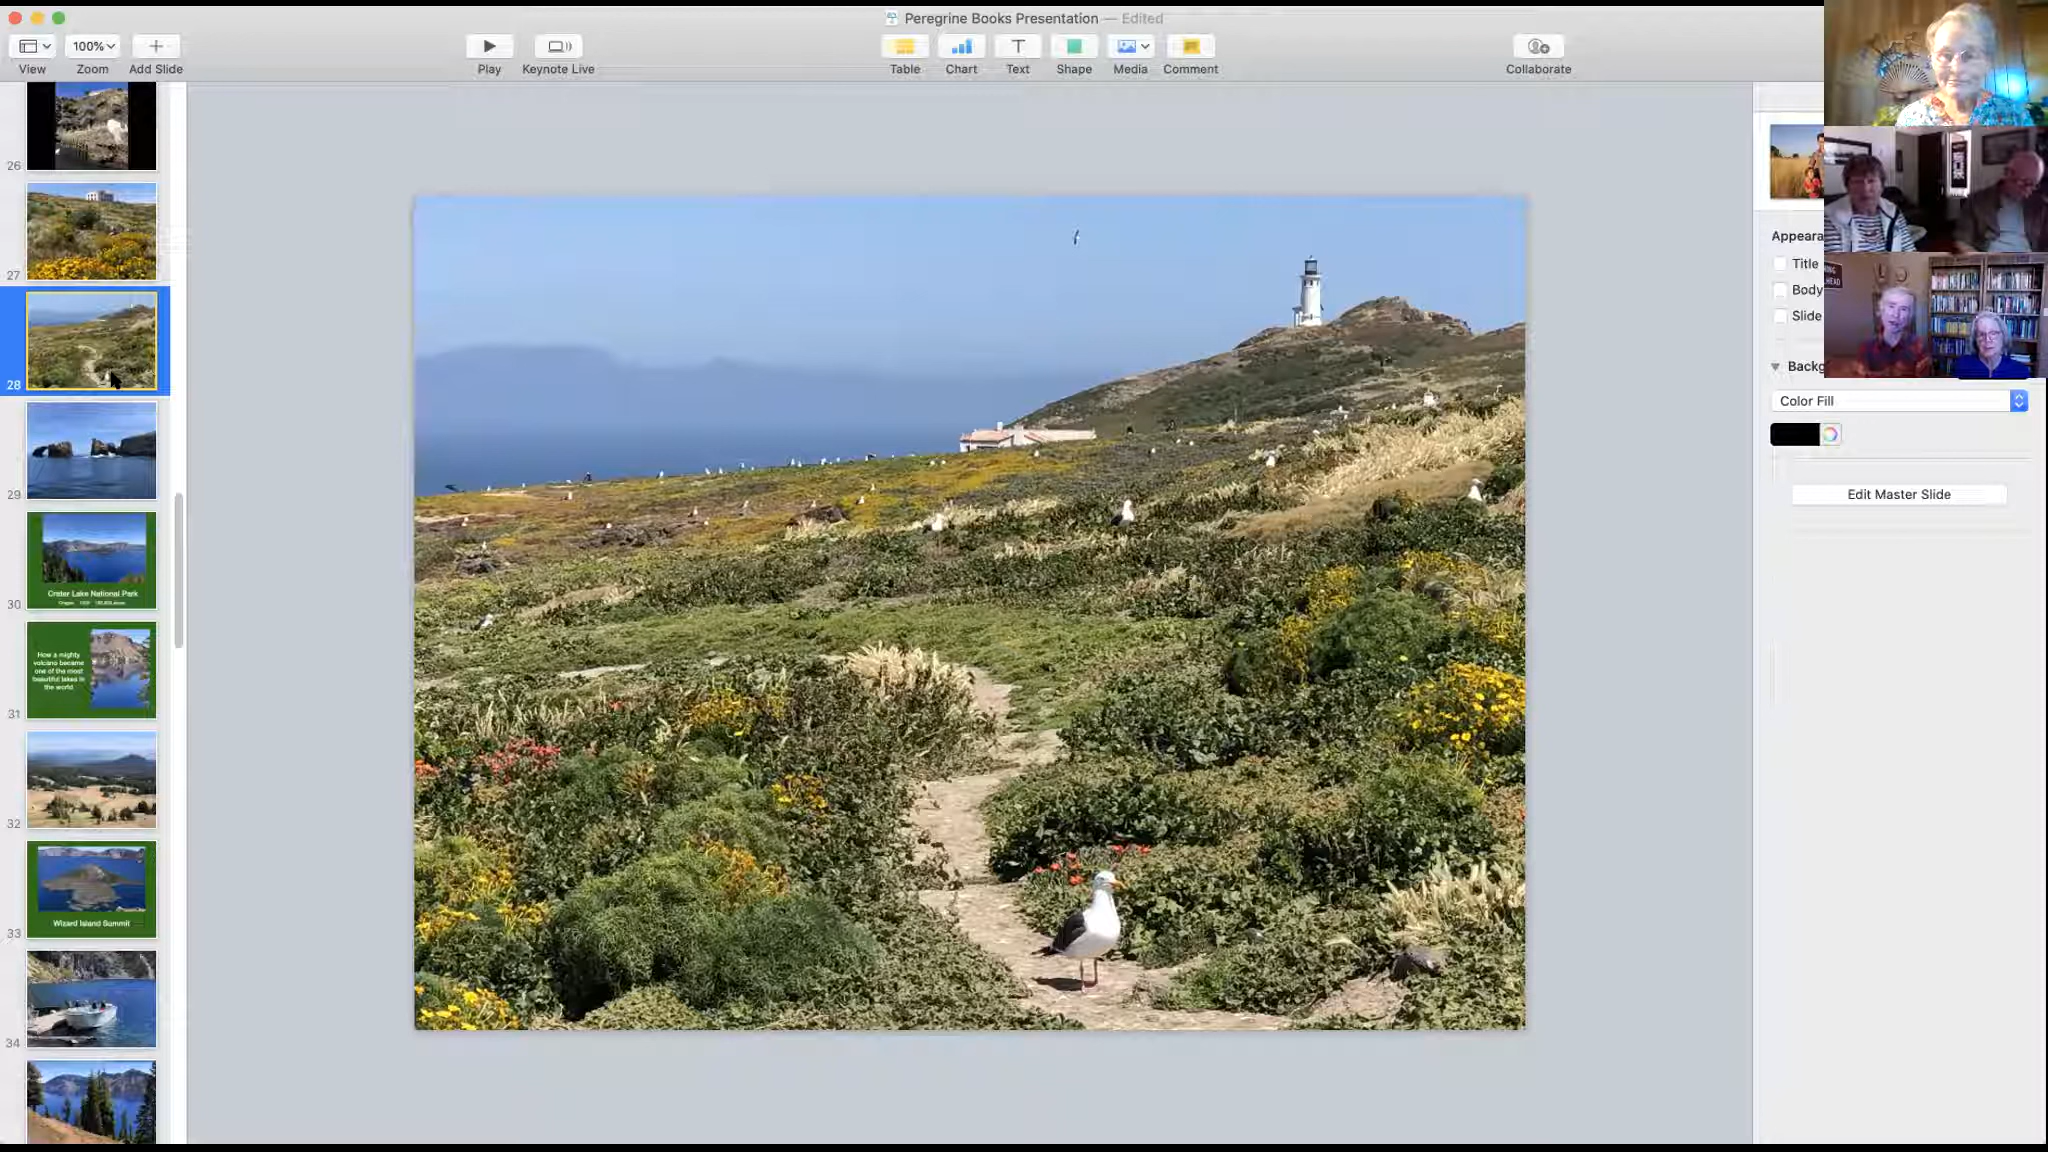 Peregrine Books Presentation — Edited
100%
View
Zoom
Add Slide
Play
Keynote Live
Table
Chart
Text
Shape
Media
Comment
Collaborate
26
27
28
29
Crater Lake National Park
30
How a mighty
volcano became
one of the most
beautiful lakes in
the world
31
32
Wizard Island Summit
33
34
Appeara
Title
Body
Slide
Backg
Color Fill
Edit Master Slide